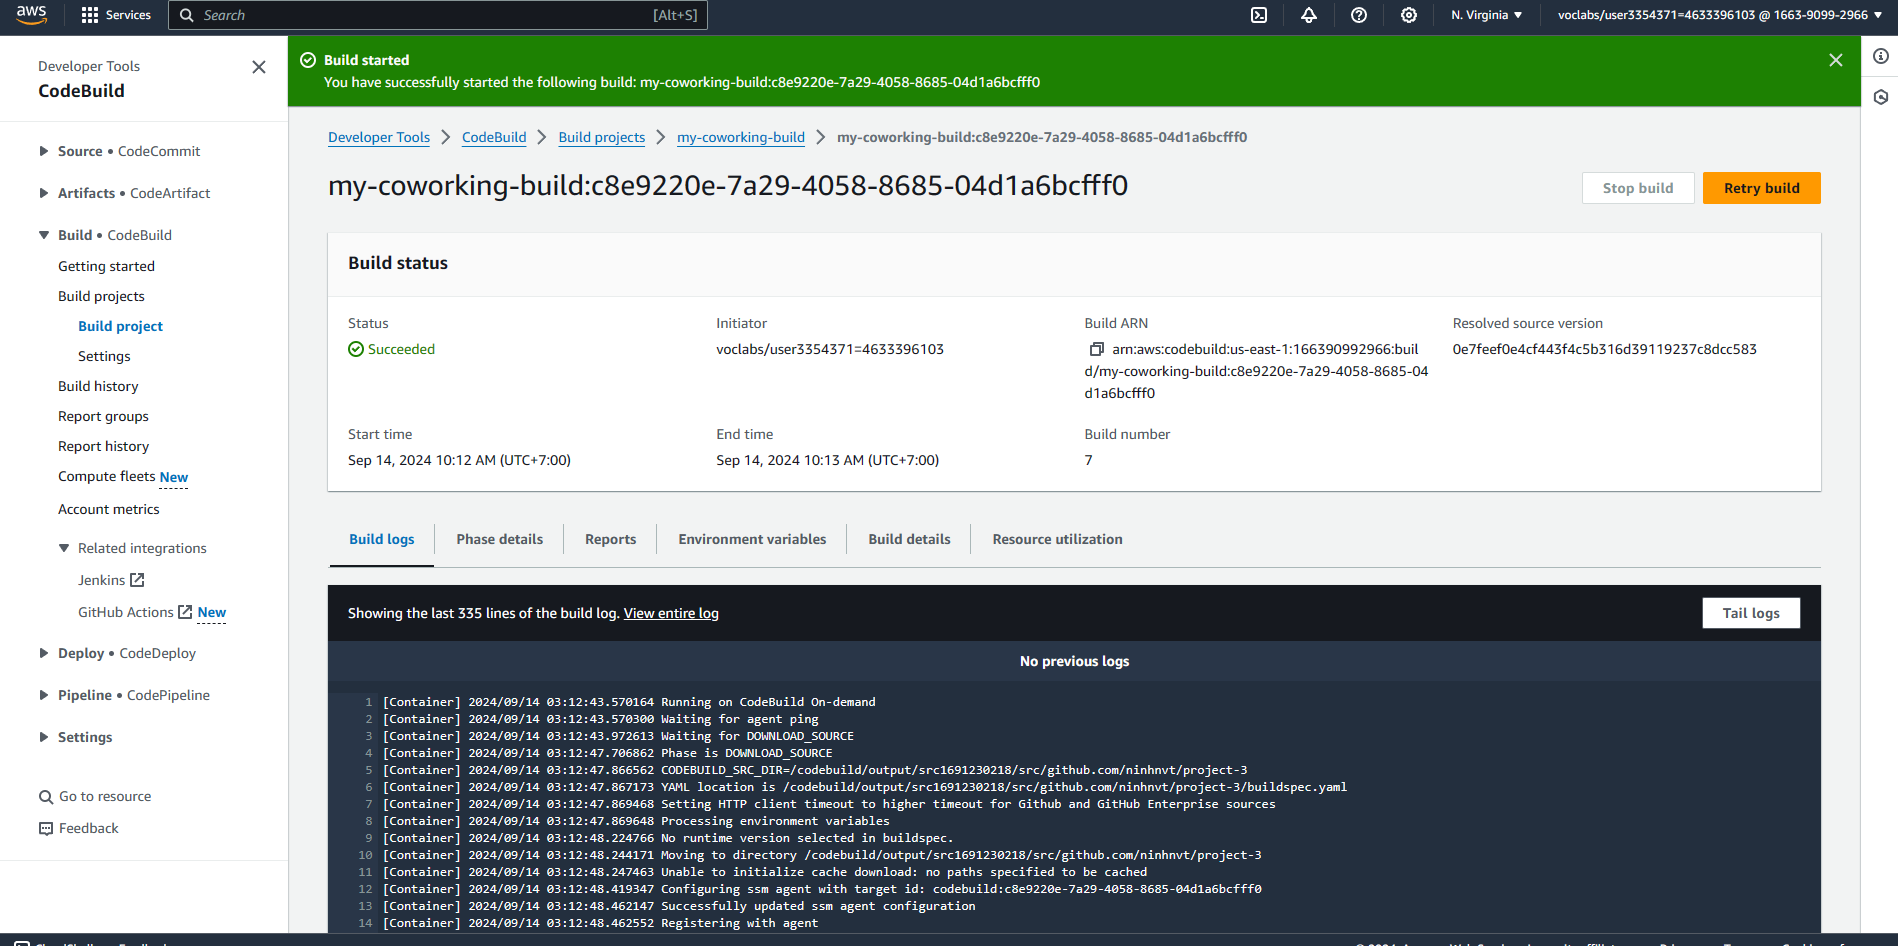 aws
Services
Search [Alt+S]
N. Virginia
voclabs/user3354371=4633396103 @ 1663-9099-2966
Developer Tools
CodeBuild
Source • CodeCommit
Artifacts • CodeArtifact
Build • CodeBuild
Getting started
Build projects
Build project
Settings
Build history
Report groups
Report history
Compute fleets New
Account metrics
Related integrations
Jenkins
GitHub Actions New
Deploy • CodeDeploy
Pipeline • CodePipeline
Settings
Go to resource
Feedback
Build started
You have successfully started the following build: my-coworking-build:c8e9220e-7a29-4058-8685-04d1a6bcfff0
Developer Tools > CodeBuild > Build projects > my-coworking-build > my-coworking-build:c8e9220e-7a29-4058-8685-04d1a6bcfff0
my-coworking-build:c8e9220e-7a29-4058-8685-04d1a6bcfff0
Stop build
Retry build
Build status
Status
Succeeded
Initiator
voclabs/user3354371=4633396103
Build ARN
arn:aws:codebuild:us-east-1:166390992966:buil
d/my-coworking-build:c8e9220e-7a29-4058-8685-04
d1a6bcfff0
Resolved source version
0e7feef0e4cf443f4c5b316d39119237c8dcc583
Start time
Sep 14, 2024 10:12 AM (UTC+7:00)
End time
Sep 14, 2024 10:13 AM (UTC+7:00)
Build number
7
Build logs
Phase details
Reports
Environment variables
Build details
Resource utilization
Showing the last 335 lines of the build log. View entire log
Tail logs
No previous logs
1 [Container] 2024/09/14 03:12:43.570164 Running on CodeBuild On-demand
2 [Container] 2024/09/14 03:12:43.570300 Waiting for agent ping
3 [Container] 2024/09/14 03:12:43.972613 Waiting for DOWNLOAD_SOURCE
4 [Container] 2024/09/14 03:12:47.706862 Phase is DOWNLOAD_SOURCE
5 [Container] 2024/09/14 03:12:47.866562 CODEBUILD_SRC_DIR=/codebuild/output/src1691230218/src/github.com/ninhnvt/project-3
6 [Container] 2024/09/14 03:12:47.867173 YAML location is /codebuild/output/src1691230218/src/github.com/ninhnvt/project-3/buildspec.yaml
7 [Container] 2024/09/14 03:12:47.869468 Setting HTTP client timeout to higher timeout for Github and GitHub Enterprise sources
8 [Container] 2024/09/14 03:12:47.869648 Processing environment variables
9 [Container] 2024/09/14 03:12:48.224766 No runtime version selected in buildspec.
10 [Container] 2024/09/14 03:12:48.244171 Moving to directory /codebuild/output/src1691230218/src/github.com/ninhnvt/project-3
11 [Container] 2024/09/14 03:12:48.247463 Unable to initialize cache download: no paths specified to be cached
12 [Container] 2024/09/14 03:12:48.419347 Configuring ssm agent with target id: codebuild:c8e9220e-7a29-4058-8685-04d1a6bcfff0
13 [Container] 2024/09/14 03:12:48.462147 Successfully updated ssm agent configuration
14 [Container] 2024/09/14 03:12:48.462552 Registering with agent